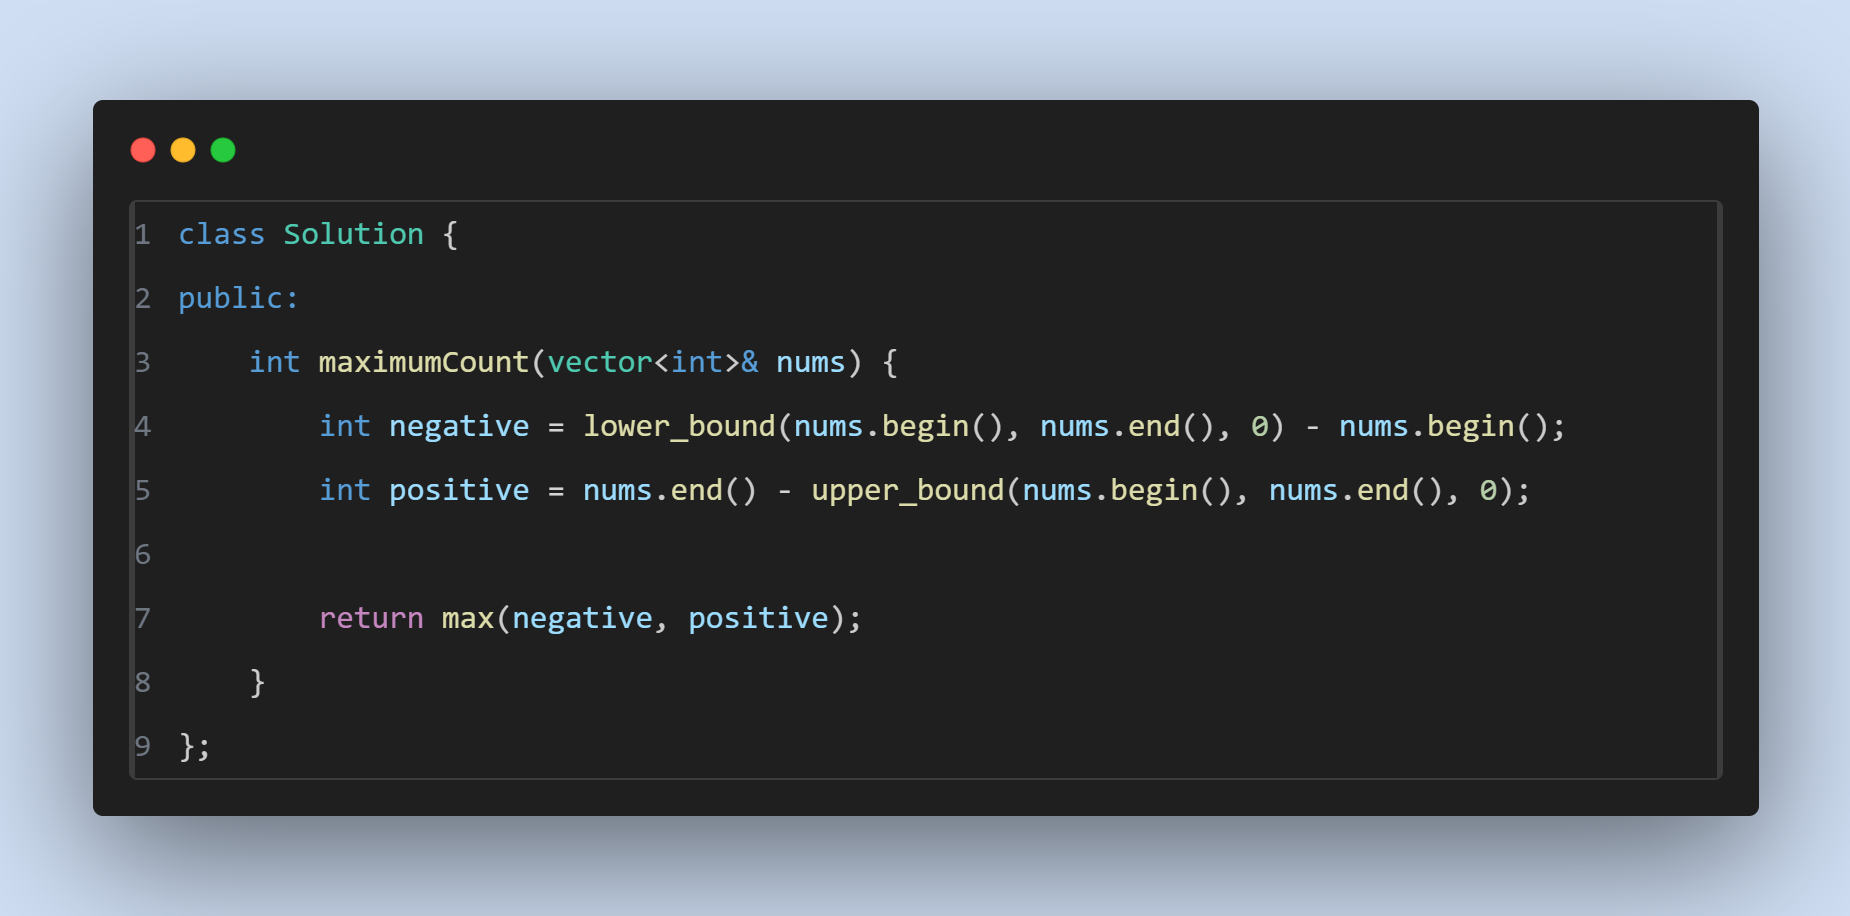 1 class Solution {
2 public:
3     int maximumCount(vector<int>& nums) {
4         int negative = lower_bound(nums.begin(), nums.end(), 0) - nums.begin();
5         int positive = nums.end() - upper_bound(nums.begin(), nums.end(), 0);
6
7         return max(negative, positive);
8     }
9 };